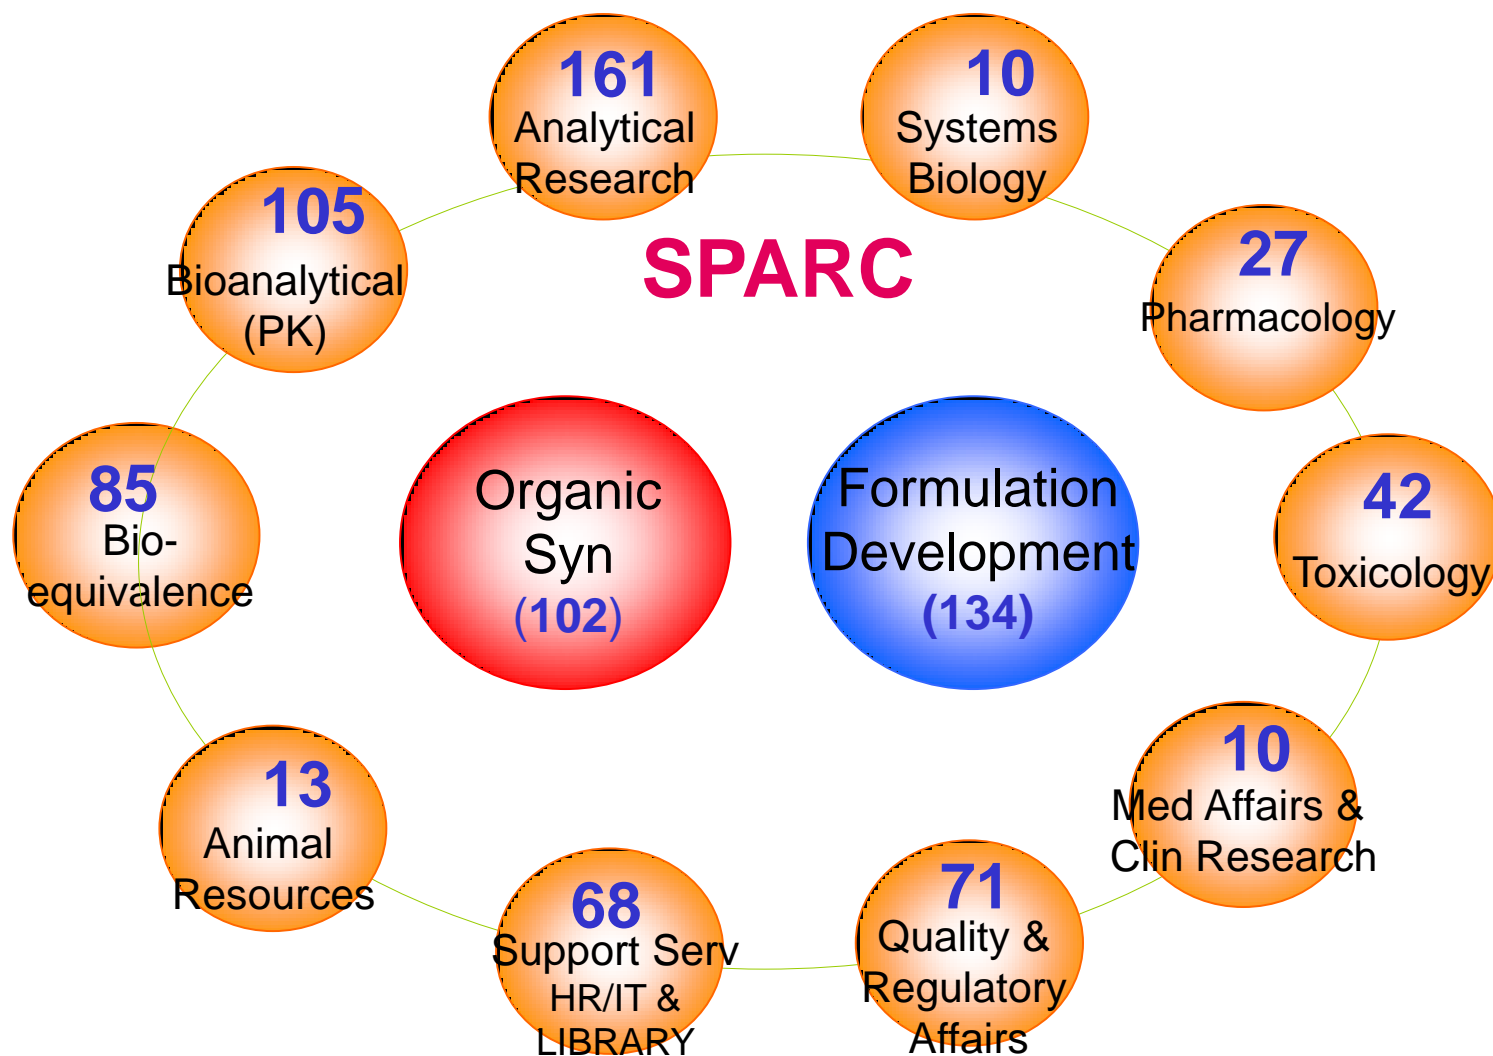 161
Analytical
Research
10
Systems
Biology
105
Bioanalytical
(PK)
SPARC
27
Pharmacology
85
Bio-
equivalence
Organic
Syn
(102)
Formulation
Development
(134)
42
Toxicology
13
Animal
Resources
68
Support Serv
HR/IT &
LIBRARY
71
Quality &
Regulatory
Affairs
10
Med Affairs &
Clin Research